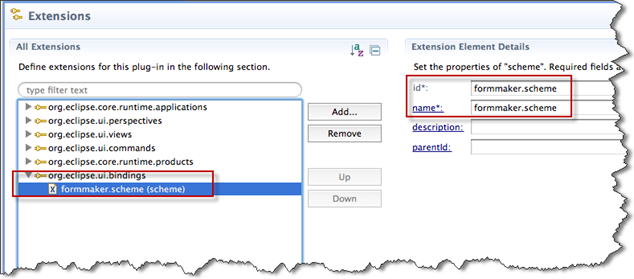 Extensions
All Extensions
Define extensions for this plug-in in the following section.
type filter text
org.eclipse.core.runtime.applications
org.eclipse.ui.perspectives
org.eclipse.ui.views
org.eclipse.ui.commands
org.eclipse.core.runtime.products
org.eclipse.ui.bindings
formmaker.scheme (scheme)
Add...
Remove
Up
Down
Extension Element Details
Set the properties of "scheme". Required fields a
id*: formmaker.scheme
name*: formmaker.scheme
description:
parentId: